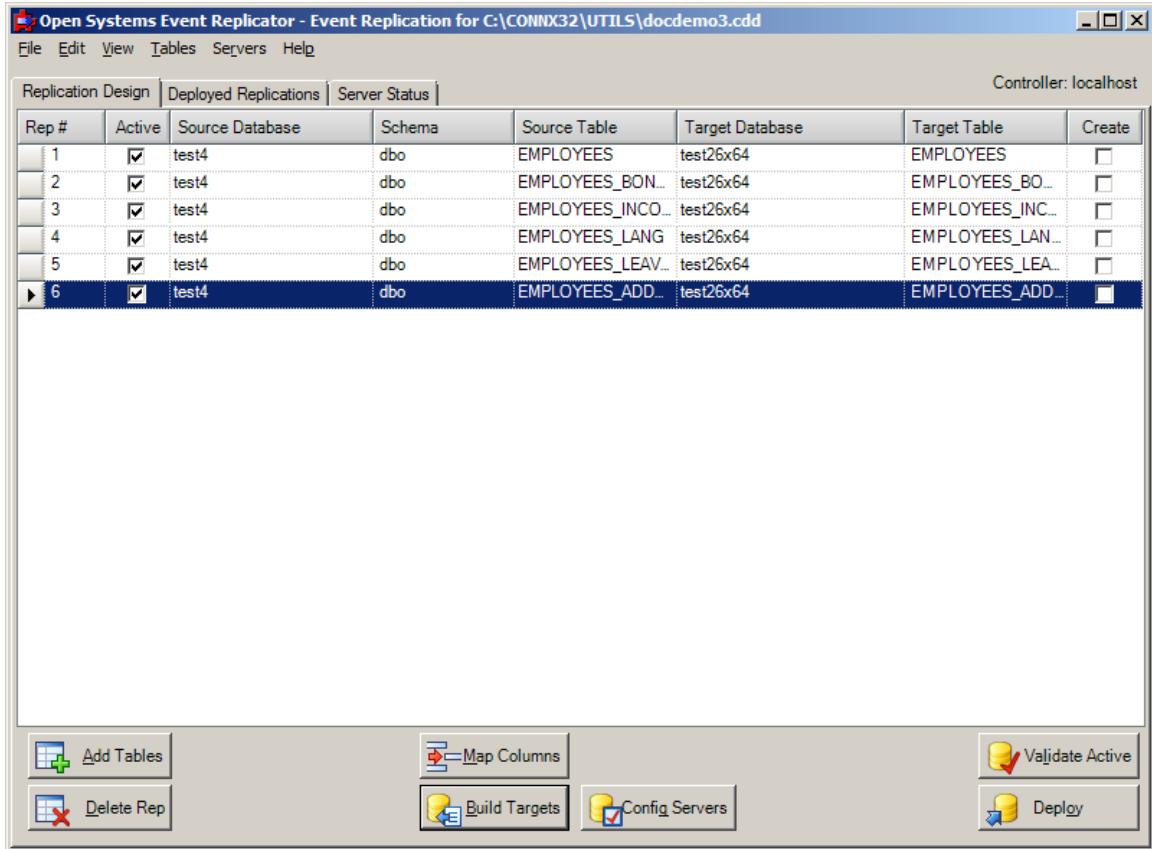 Open Systems Event Replicator - Event Replication for C:\CONNX32\UTILS\docdemo3.cdd
File Edit View Tables Servers Help
Controller: localhost
Replication Design Deployed Replications Server Status
Rep # Active Source Database Schema Source Table Target Database Target Table Create
1 test4 dbo EMPLOYEES test26x64 EMPLOYEES
2 test4 dbo EMPLOYEES_BON... test26x64 EMPLOYEES_BO...
3 test4 dbo EMPLOYEES_INCO... test26x64 EMPLOYEES_INC...
4 test4 dbo EMPLOYEES_LANG test26x64 EMPLOYEES_LAN...
5 test4 dbo EMPLOYEES_LEAV... test26x64 EMPLOYEES_LEA...
6 test4 dbo EMPLOYEES_ADD... test26x64 EMPLOYEES_ADD...
Add Tables Map Columns Validate Active
Delete Rep Build Targets Config Servers Deploy